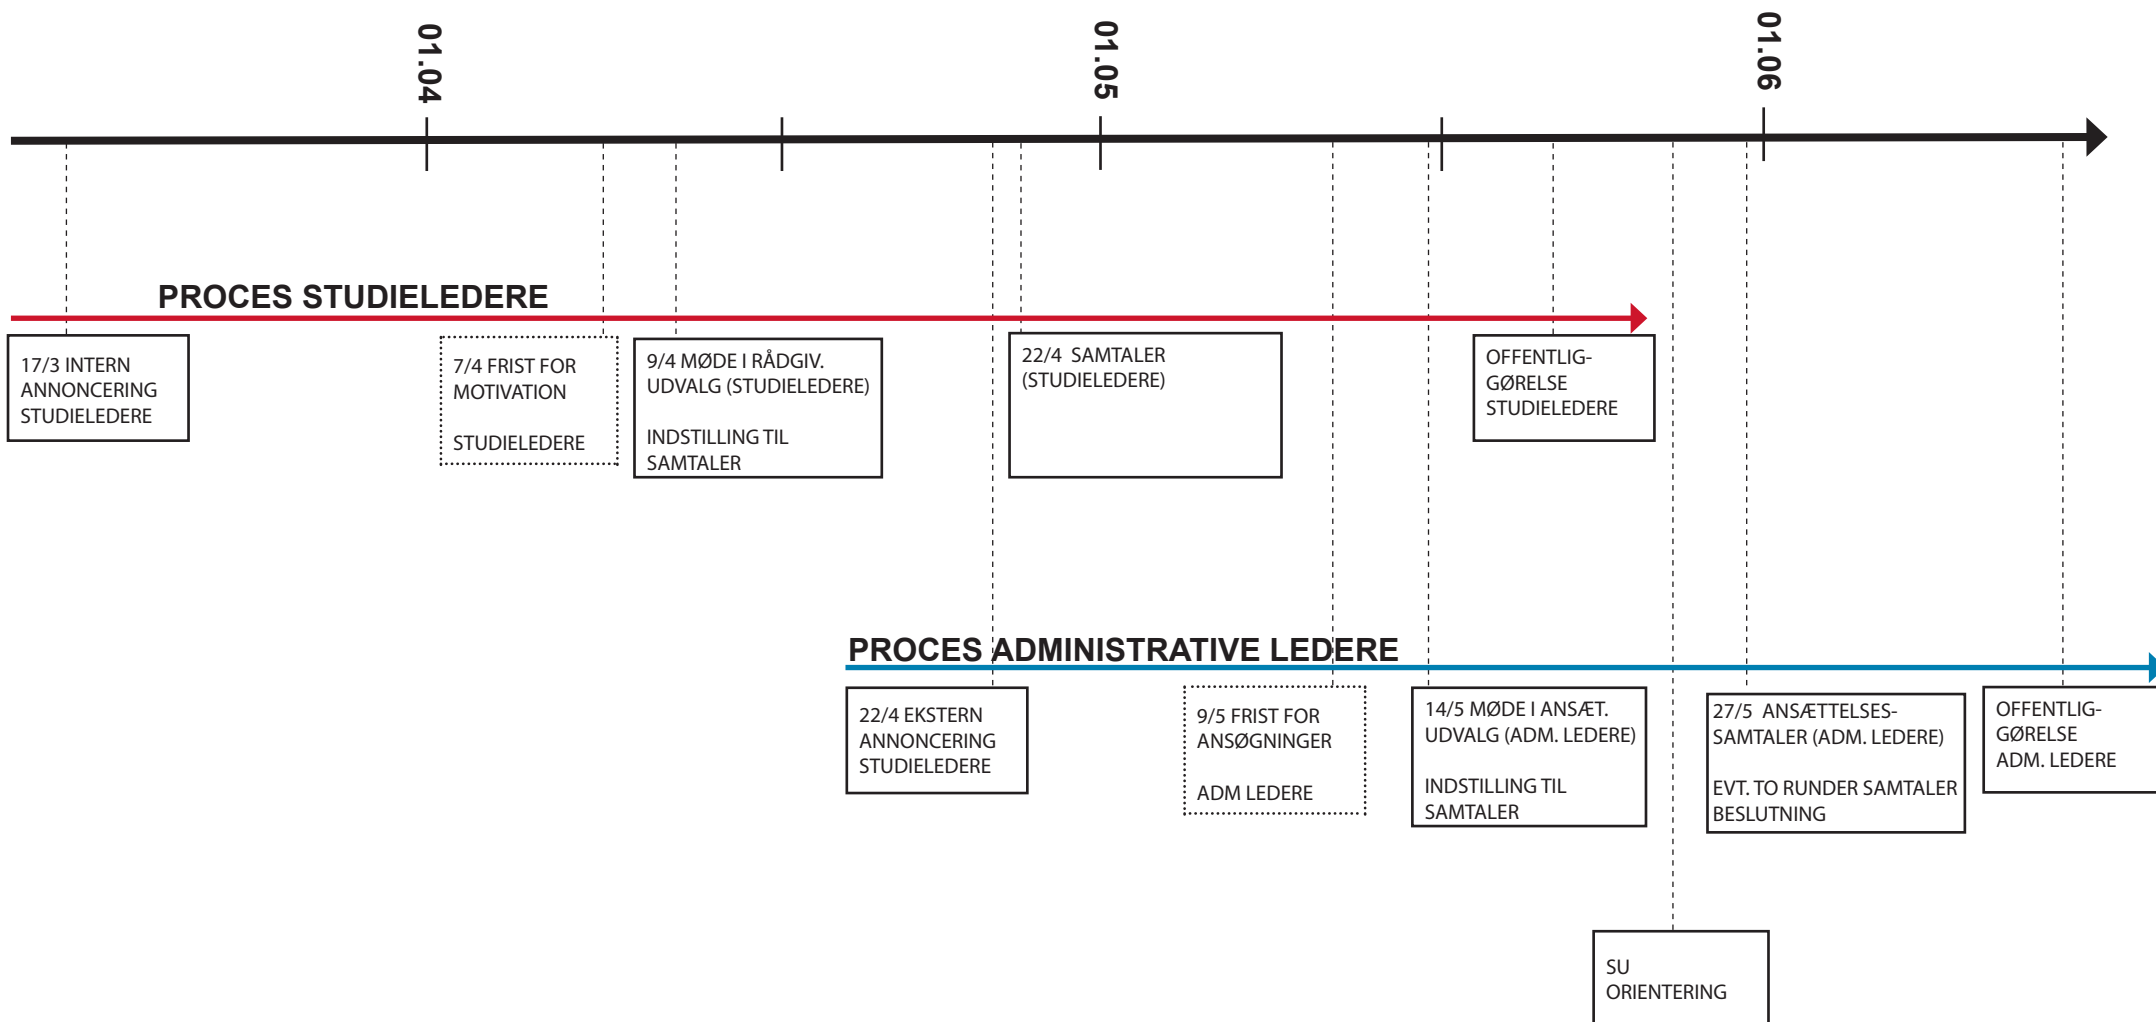 01.04
01.05
01.06
PROCES STUDIELEDERE
17/3 INTERN
ANNONCERING
STUDIELEDERE
7/4 FRIST FOR
MOTIVATION
STUDIELEDERE
9/4 MØDE I RÅDGIV.
UDVALG (STUDIELEDERE)
INDSTILLING TIL
SAMTALER
22/4 SAMTALER
(STUDIELEDERE)
OFFENTLIG-
GØRELSE
STUDIELEDERE
PROCES ADMINISTRATIVE LEDERE
22/4 EKSTERN
ANNONCERING
STUDIELEDERE
9/5 FRIST FOR
ANSØGNINGER
ADM LEDERE
14/5 MØDE I ANSÆT.
UDVALG (ADM. LEDERE)
INDSTILLING TIL
SAMTALER
27/5 ANSÆTTELSES-
SAMTALER (ADM. LEDERE)
EVT. TO RUNDER SAMTALER
BESLUTNING
OFFENTLIG-
GØRELSE
ADM. LEDERE
SU
ORIENTERING